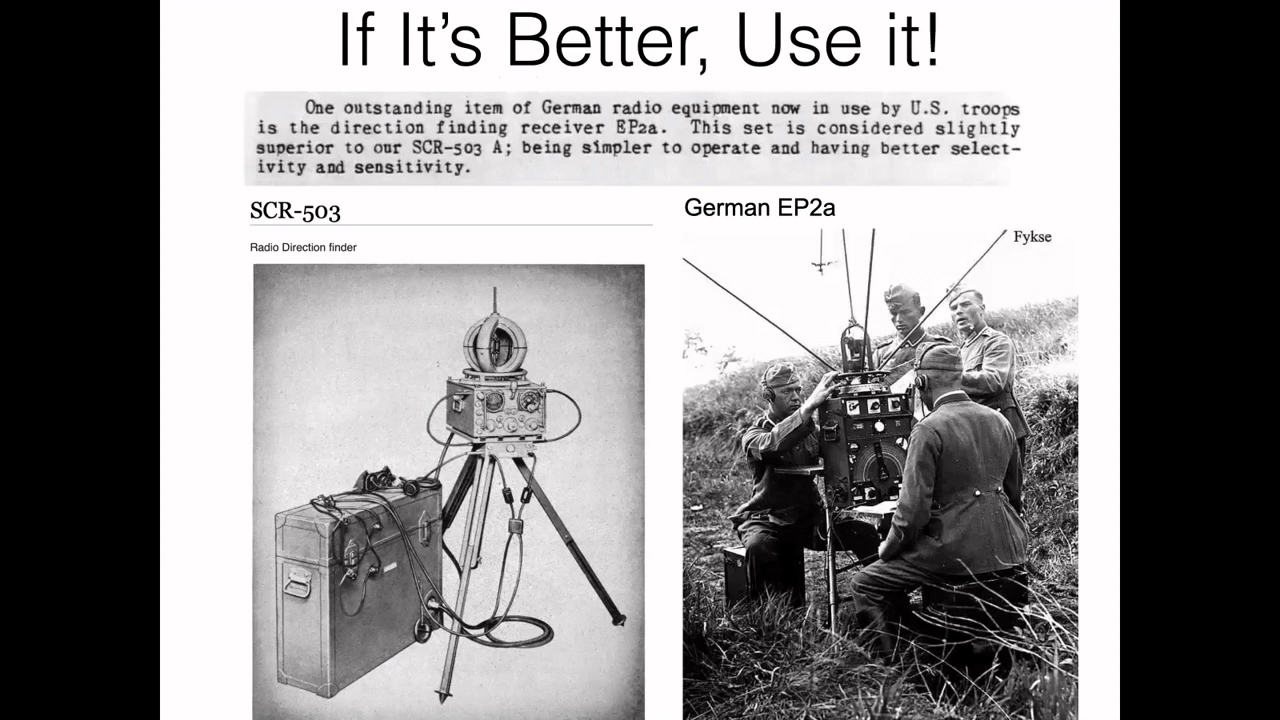 If It's Better, Use it!
One outstanding item of German radio equipment now in use by U.S. troops
is the direction finding receiver EP2a. This set is considered slightly
superior to our SCR-503 A; being simpler to operate and having better select-
ivity and sensitivity.
SCR-503
Radio Direction finder
German EP2a
Fykse